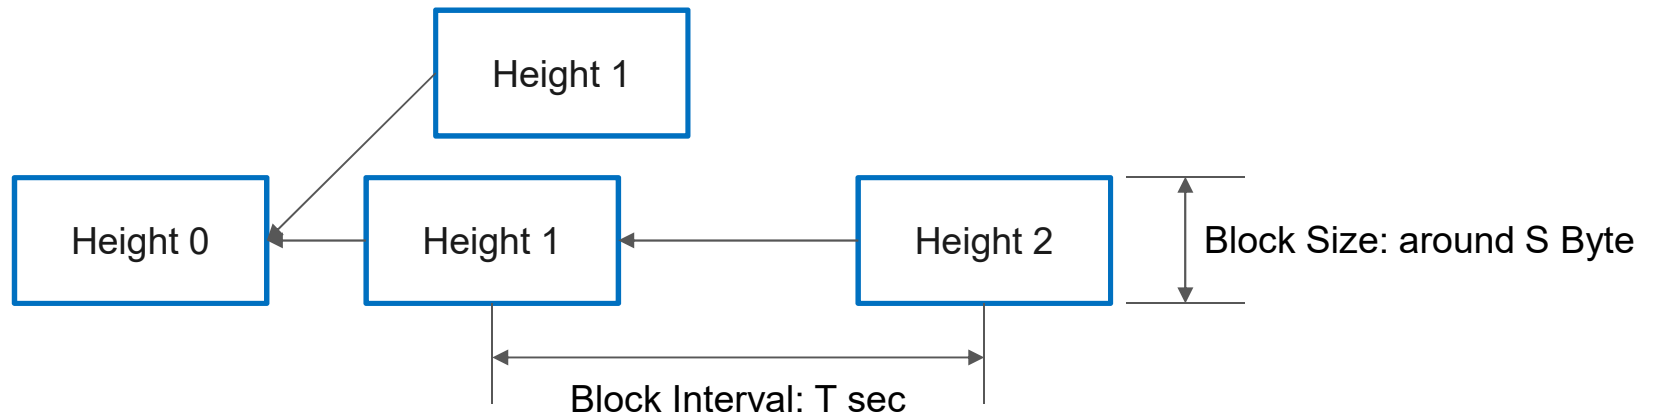 Height 1
Height 0
Height 1
Height 2
Block Size: around S Byte
Block Interval: T sec